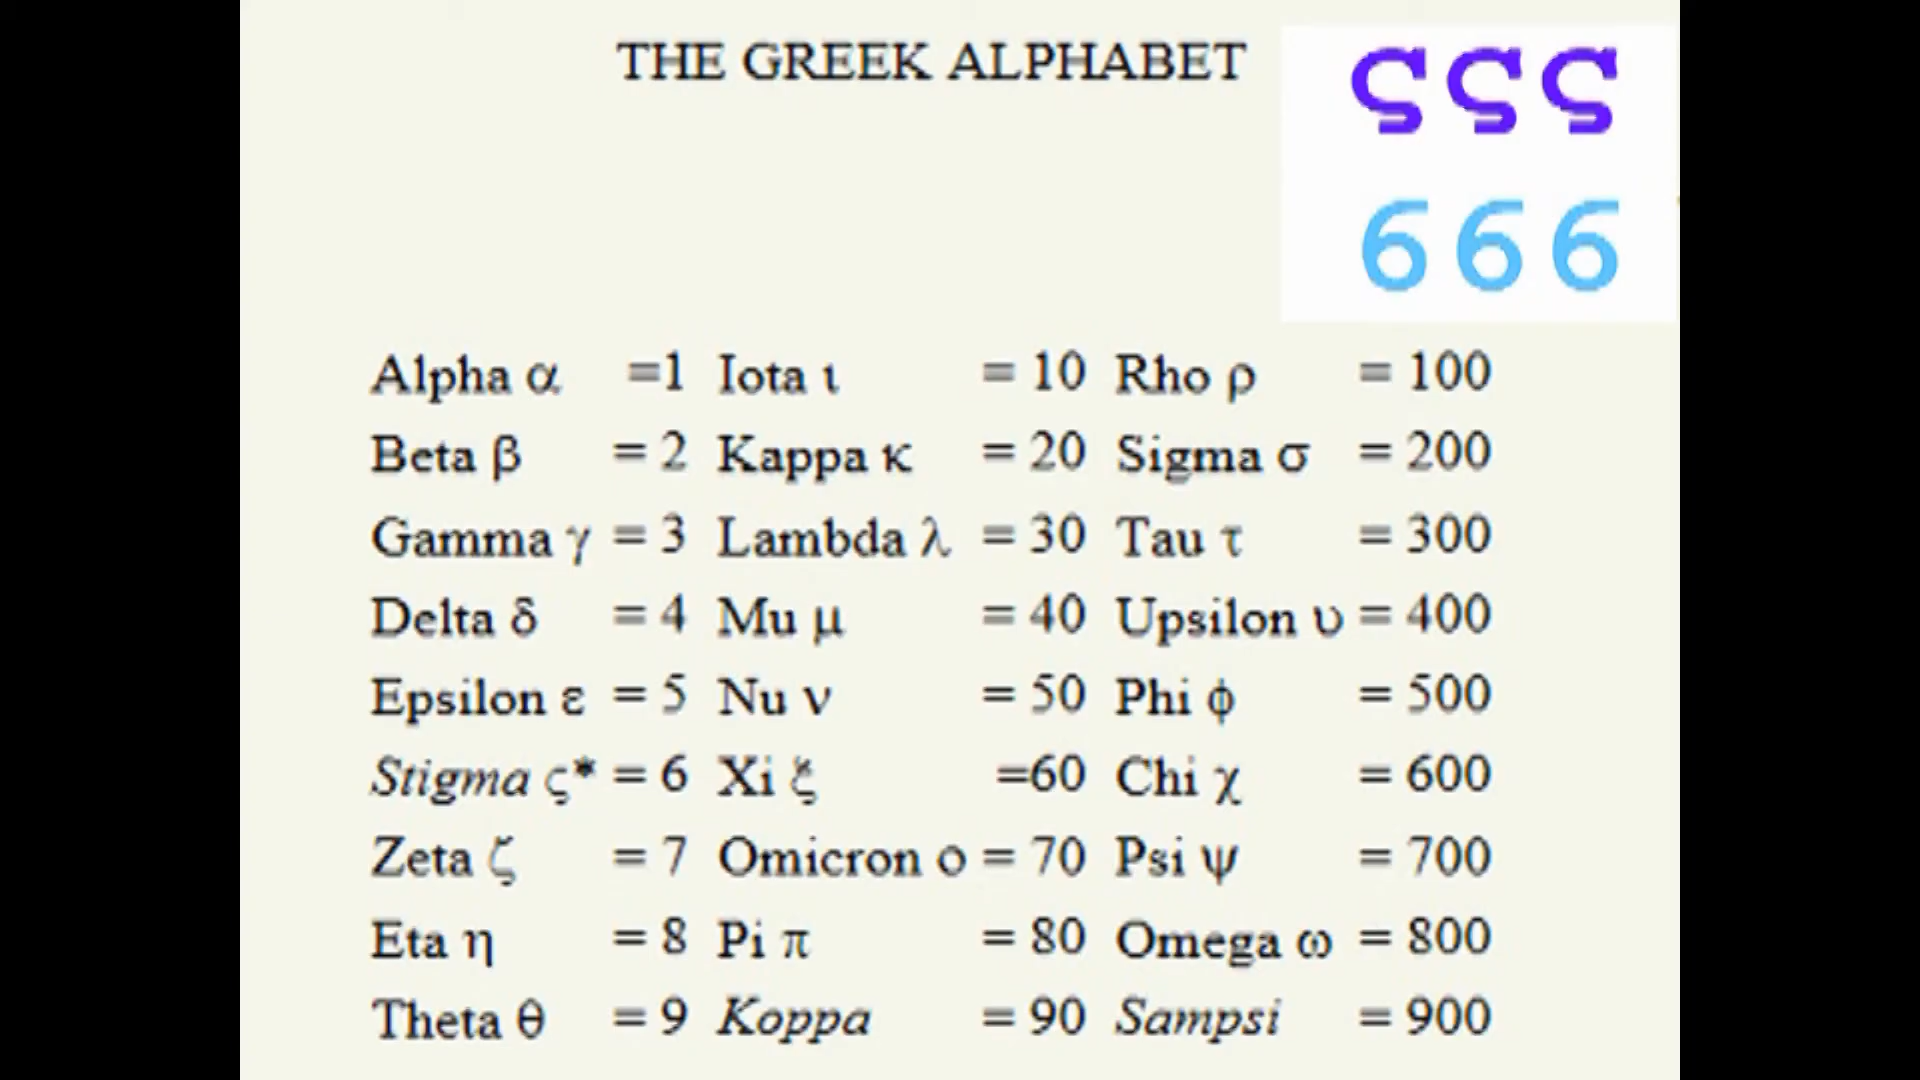 THE GREEK ALPHABET
ϛϛϛ
666
Alpha α =1 Iota ι = 10 Rho ρ = 100
Beta β = 2 Kappa κ = 20 Sigma σ = 200
Gamma γ = 3 Lambda λ = 30 Tau τ = 300
Delta δ = 4 Mu μ = 40 Upsilon υ = 400
Epsilon ε = 5 Nu ν = 50 Phi ϕ = 500
Stigma ς* = 6 Xi ξ =60 Chi χ = 600
Zeta ζ = 7 Omicron ο = 70 Psi ψ = 700
Eta η = 8 Pi π = 80 Omega ω = 800
Theta θ = 9 Koppa = 90 Sampsi = 900